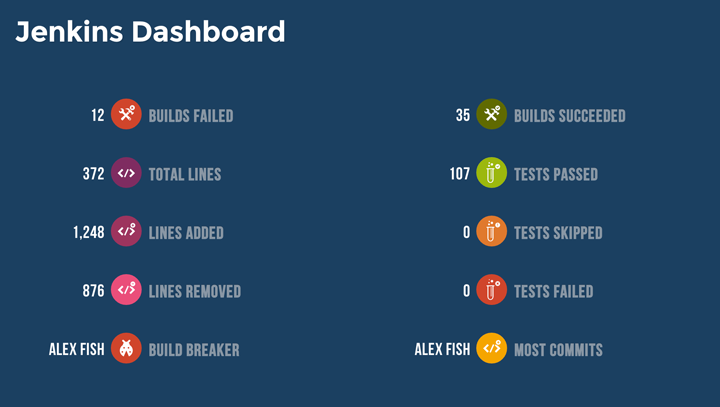 Jenkins Dashboard
12 BUILDS FAILED
372 TOTAL LINES
1,248 LINES ADDED
876 LINES REMOVED
ALEX FISH BUILD BREAKER
35 BUILDS SUCCEEDED
107 TESTS PASSED
0 TESTS SKIPPED
0 TESTS FAILED
ALEX FISH MOST COMMITS